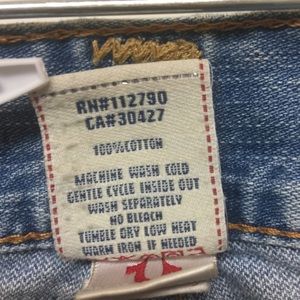 RN#112790
CA#30427
100%COTTON
MACHINE WASH COLD
GENTLE CYCLE INSIDE OUT
WASH SEPARATELY
NO BLEACH
TUMBLE DRY LOW HEAT
WARM IRON IF NEEDED